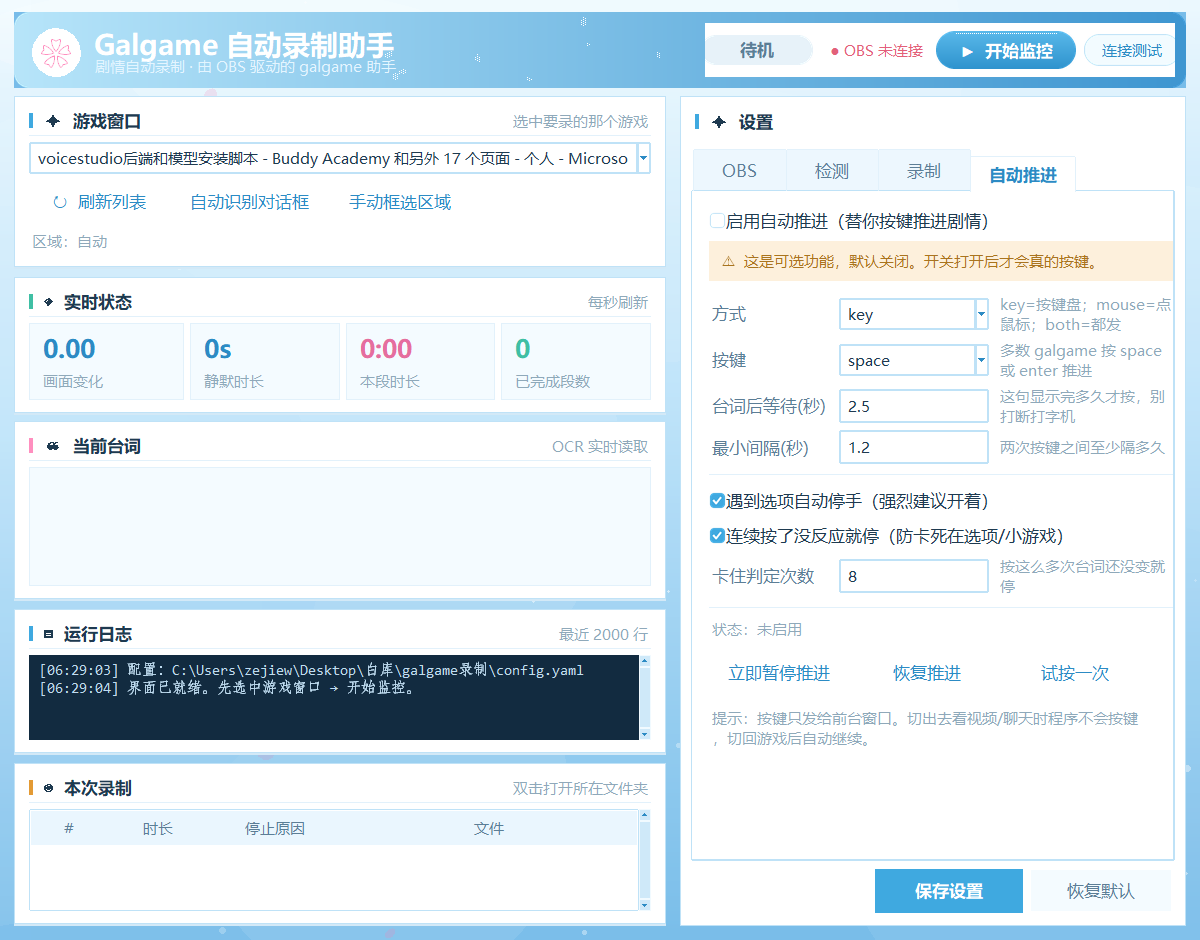 Galgame 自动录制助手
剧情自动录制 · 由 OBS 驱动的 galgame 助手
待机
● OBS 未连接
▶ 开始监控
连接测试
游戏窗口
选中要录的那个游戏
voicestudio后端和模型安装脚本 - Buddy Academy 和另外 17 个页面 - 个人 - Microso
刷新列表
自动识别对话框
手动框选区域
区域：自动
实时状态
每秒刷新
0.00
画面变化
0s
静默时长
0:00
本段时长
0
已完成段数
当前台词
OCR 实时读取
运行日志
最近 2000 行
[06:29:03] 配置：C:\Users\zejiew\Desktop\白库\galgame录制\config.yaml
[06:29:04] 界面已就绪。先选中游戏窗口 → 开始监控。
本次录制
双击打开所在文件夹
# 时长 停止原因 文件
设置
OBS
检测
录制
自动推进
启用自动推进（替你按键推进剧情）
⚠ 这是可选功能，默认关闭。开关打开后才会真的按键。
方式
key
key=按键盘；mouse=点
鼠标；both=都发
按键
space
多数 galgame 按 space
或 enter 推进
台词后等待(秒)
2.5
这句显示完多久才按，别
打断打字机
最小间隔(秒)
1.2
两次按键之间至少隔多久
遇到选项自动停手（强烈建议开着）
连续按了没反应就停（防卡死在选项/小游戏）
卡住判定次数
8
按这么多次台词还没变就
停
状态：未启用
立即暂停推进
恢复推进
试按一次
提示：按键只发给前台窗口。切出去看视频/聊天时程序不会按键
，切回游戏后自动继续。
保存设置
恢复默认